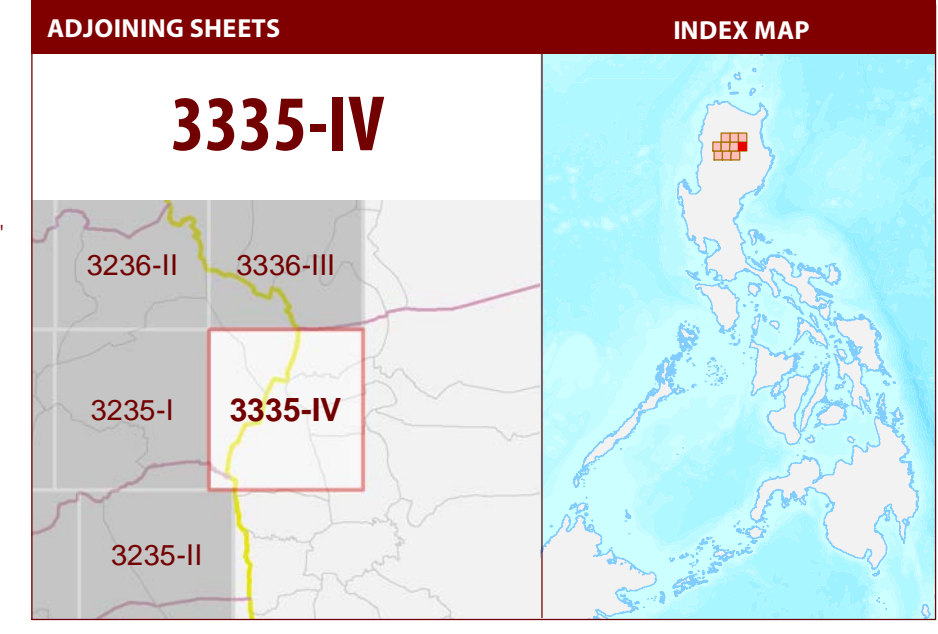 ADJOINING SHEETS
INDEX MAP
3335-IV
3236-II
3336-III
3235-I
3335-IV
3235-II